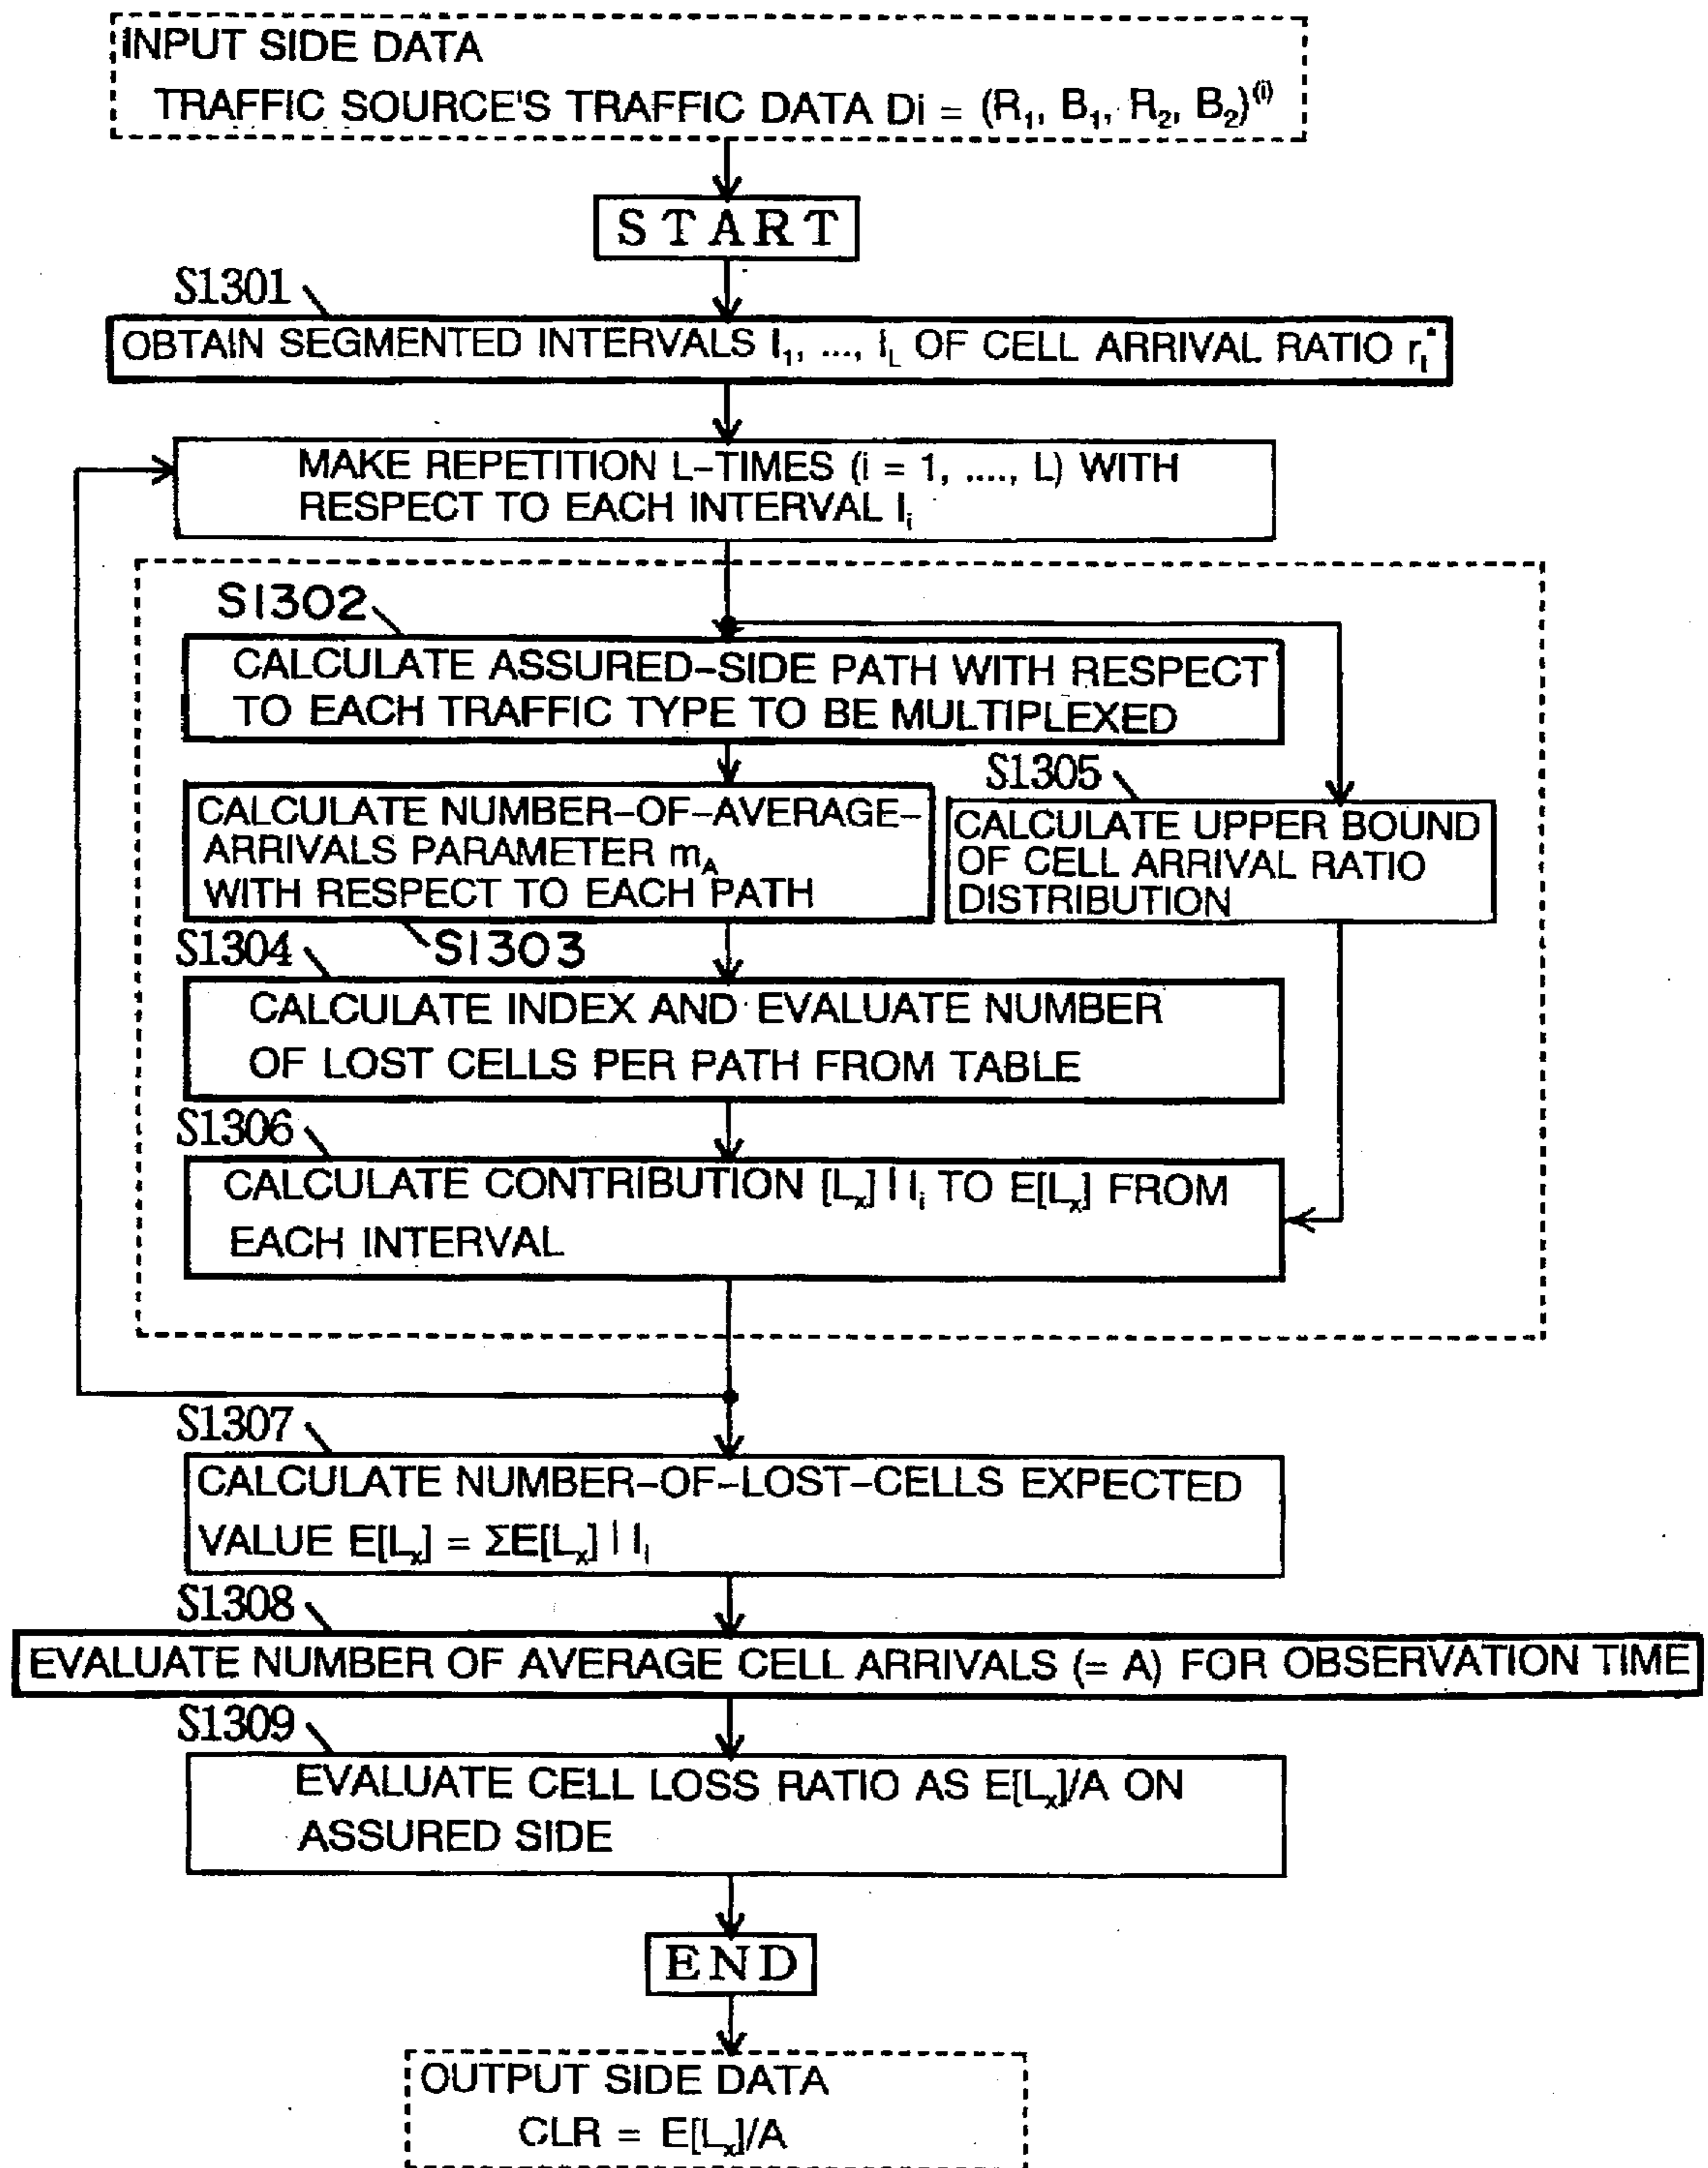 INPUT SIDE DATA
TRAFFIC SOURCE'S TRAFFIC DATA Di = (R₁, B₁, R₂, B₂)⁽ⁱ⁾
START
S1301
OBTAIN SEGMENTED INTERVALS I₁, ..., I_L OF CELL ARRIVAL RATIO rᵢ*
MAKE REPETITION L-TIMES (i = 1, ...., L) WITH
RESPECT TO EACH INTERVAL Iᵢ
S1302
CALCULATE ASSURED-SIDE PATH WITH RESPECT
TO EACH TRAFFIC TYPE TO BE MULTIPLEXED
CALCULATE NUMBER-OF-AVERAGE-
ARRIVALS PARAMETER m_A
WITH RESPECT TO EACH PATH
S1303
S1305
CALCULATE UPPER BOUND
OF CELL ARRIVAL RATIO
DISTRIBUTION
S1304
CALCULATE INDEX AND EVALUATE NUMBER
OF LOST CELLS PER PATH FROM TABLE
S1306
CALCULATE CONTRIBUTION [Lₓ] | Iᵢ TO E[Lₓ] FROM
EACH INTERVAL
S1307
CALCULATE NUMBER-OF-LOST-CELLS EXPECTED
VALUE E[Lₓ] = ΣE[Lₓ] | Iᵢ
S1308
EVALUATE NUMBER OF AVERAGE CELL ARRIVALS (= A) FOR OBSERVATION TIME
S1309
EVALUATE CELL LOSS RATIO AS E[Lₓ]/A ON
ASSURED SIDE
END
OUTPUT SIDE DATA
CLR = E[Lₓ]/A